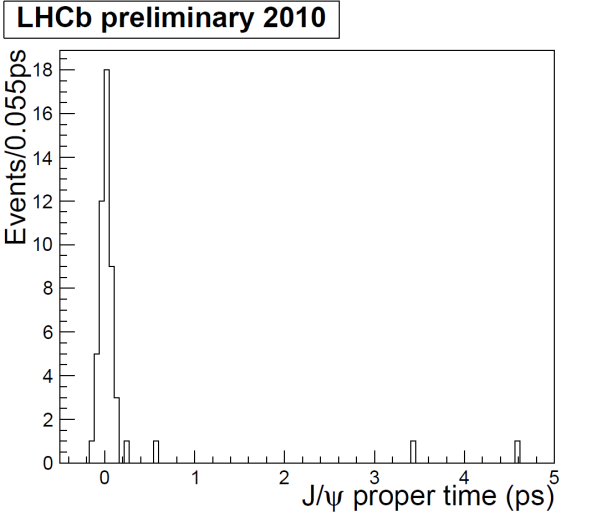 LHCb preliminary 2010
Events/0.055ps
18
16
14
12
10
8
6
4
2
0
0 1 2 3 4 5
J/ψ proper time (ps)